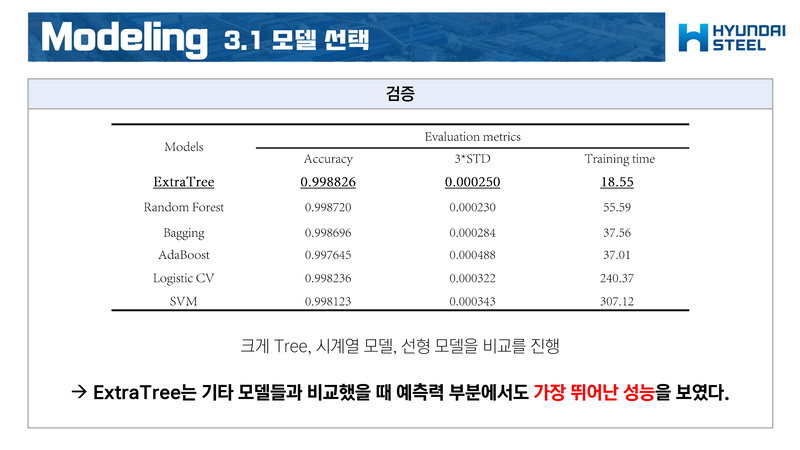 Modeling 3.1 모델 선택
HYUNDAI
STEEL
검증
Models Evaluation metrics
Accuracy 3*STD Training time
ExtraTree 0.998826 0.000250 18.55
Random Forest 0.998720 0.000230 55.59
Bagging 0.998696 0.000284 37.56
AdaBoost 0.997645 0.000488 37.01
Logistic CV 0.998236 0.000322 240.37
SVM 0.998123 0.000343 307.12
크게 Tree, 시계열 모델, 선형 모델을 비교를 진행
→ ExtraTree는 기타 모델들과 비교했을 때 예측력 부분에서도 가장 뛰어난 성능을 보였다.